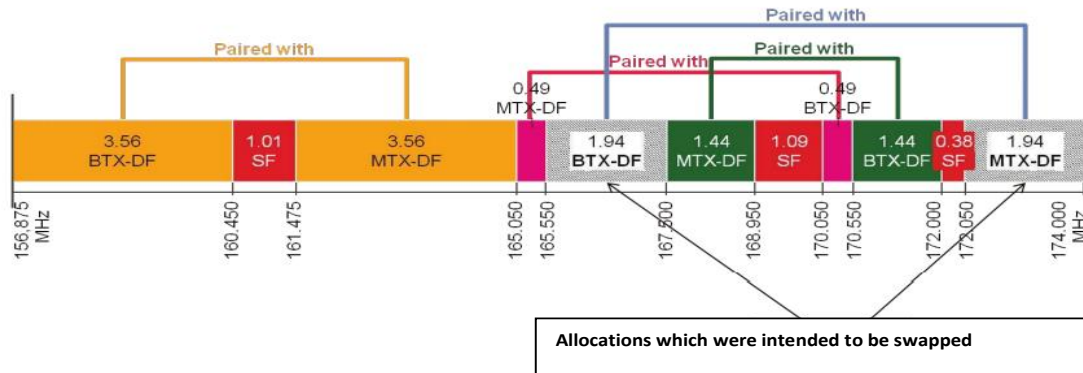 Paired with
Paired with
Paired with
Paired with
0.49
MTX-DF
0.49
BTX-DF
3.56
BTX-DF
1.01
SF
3.56
MTX-DF
1.94
BTX-DF
1.44
MTX-DF
1.09
SF
1.44
BTX-DF
0.38
SF
1.94
MTX-DF
156.875
MHz
160.450
161.475
165.050
165.550
167.500
168.950
170.050
170.550
172.000
172.050
174.000
MHz
Allocations which were intended to be swapped